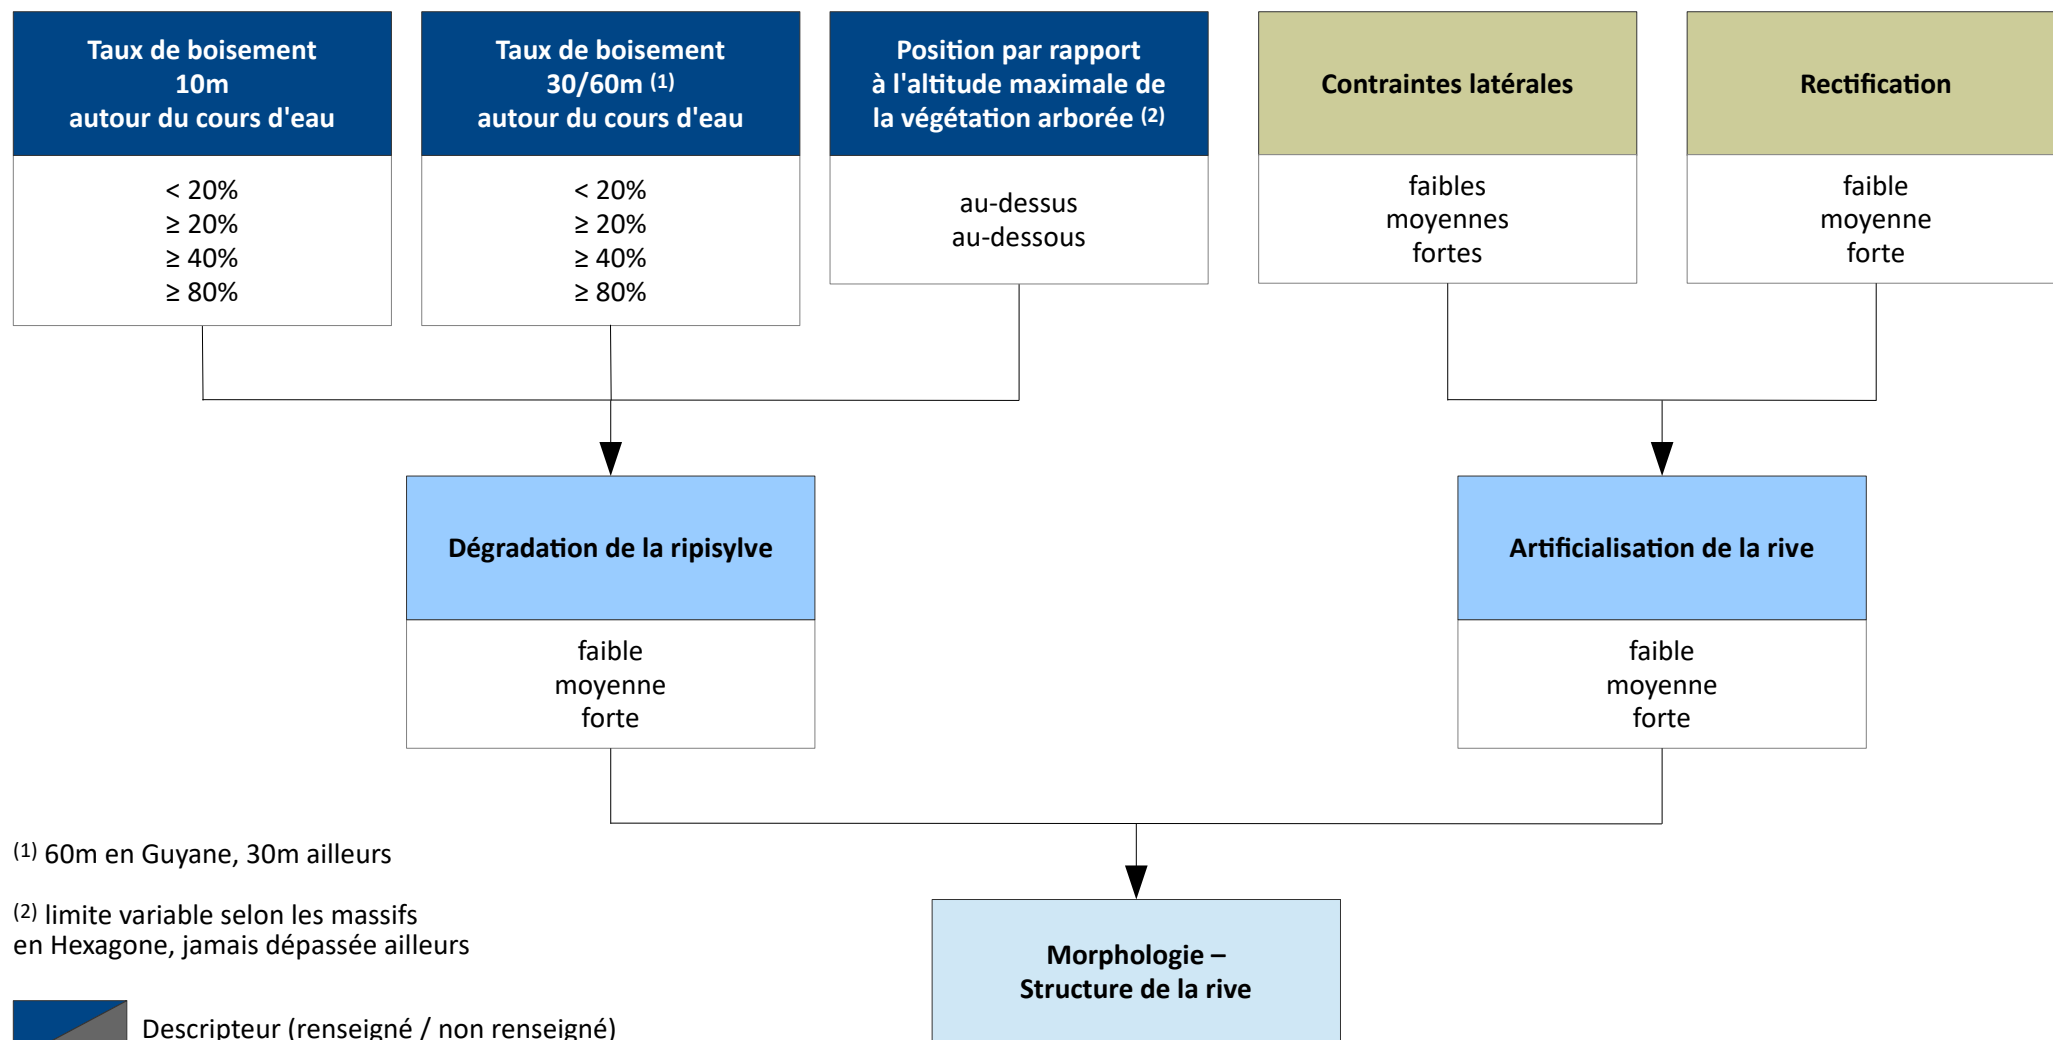 Taux de boisement
10m
autour du cours d'eau
< 20%
≥ 20%
≥ 40%
≥ 80%
Taux de boisement
30/60m (1)
autour du cours d'eau
< 20%
≥ 20%
≥ 40%
≥ 80%
Position par rapport
à l'altitude maximale de
la végétation arborée (2)
au-dessus
au-dessous
Contraintes latérales
faibles
moyennes
fortes
Rectification
faible
moyenne
forte
Dégradation de la ripisylve
faible
moyenne
forte
Artificialisation de la rive
faible
moyenne
forte
(1) 60m en Guyane, 30m ailleurs
(2) limite variable selon les massifs
en Hexagone, jamais dépassée ailleurs
Morphologie –
Structure de la rive
Descripteur (renseigné / non renseigné)